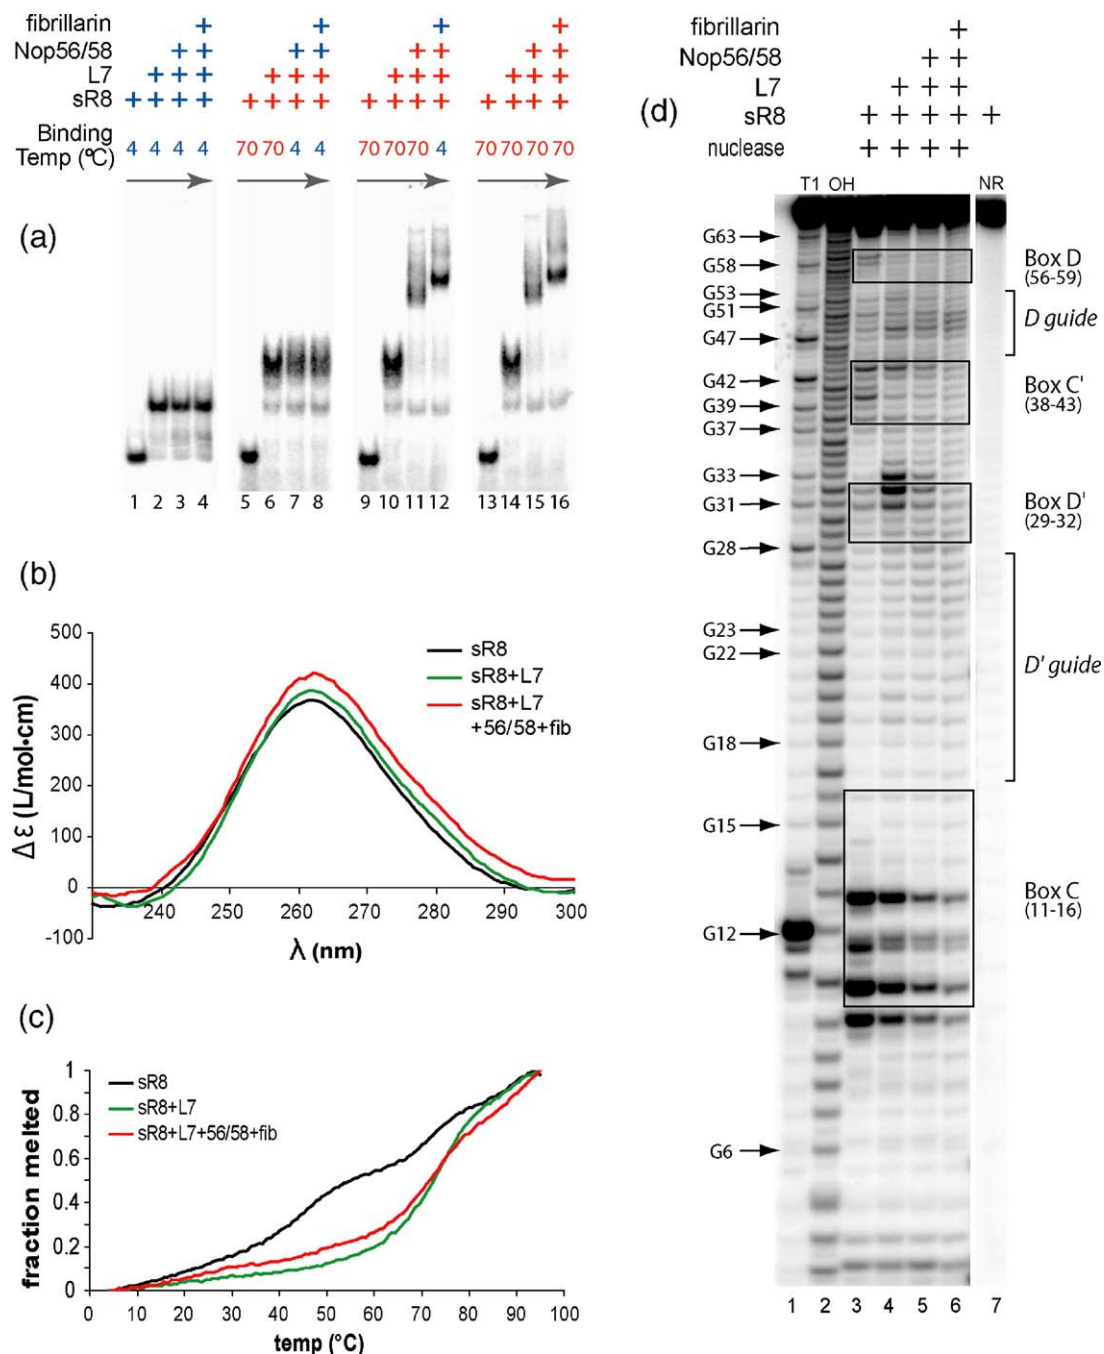 fibrillarin +  +  +  +
Nop56/58 + +  + +  + +  + +
L7 + + +  + + +  + + +  + + +
sR8 + + + +  + + + +  + + + +  + + + +
Binding
Temp (°C) 4 4 4 4  70 70 4 4  70 70 70 4  70 70 70 70
(a)
1 2 3 4  5 6 7 8  9 10 11 12  13 14 15 16
(b)
500
400
300
200
100
0
-100
Δε (L/mol·cm)
sR8
sR8+L7
sR8+L7
+56/58+fib
240 250 260 270 280 290 300
λ (nm)
(c)
1
0.8
0.6
0.4
0.2
0
fraction melted
sR8
sR8+L7
sR8+L7+56/58+fib
0 10 20 30 40 50 60 70 80 90 100
temp (°C)
(d)
fibrillarin +
Nop56/58 + +
L7 + + +
sR8 + + + + +
nuclease + + + +
T1 OH NR
G63
G58
G53
G51
G47
G42
G39
G37
G33
G31
G28
G23
G22
G18
G15
G12
G6
Box D
(56-59)
D guide
Box C'
(38-43)
Box D'
(29-32)
D' guide
Box C
(11-16)
1 2 3 4 5 6 7